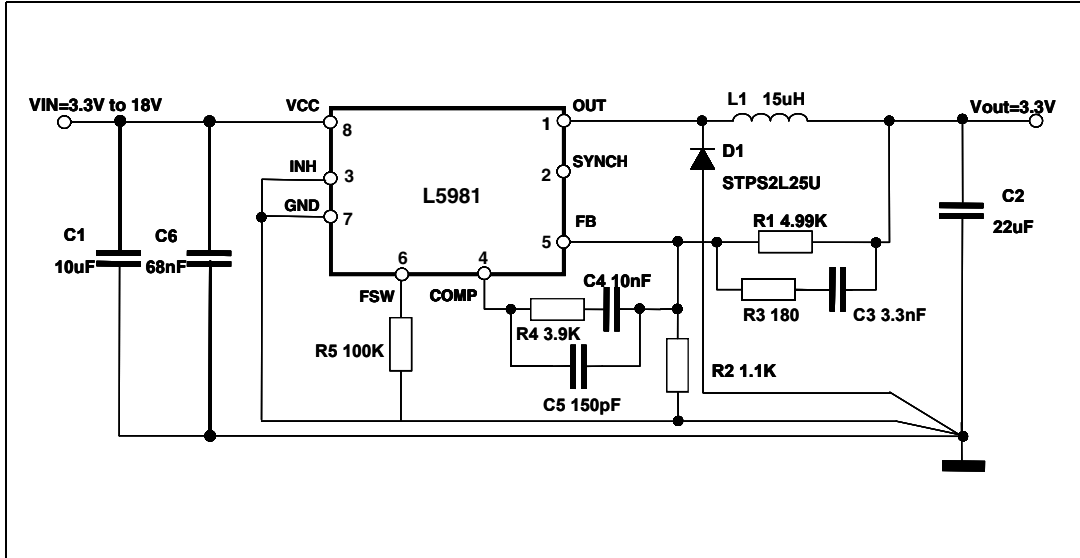 VIN=3.3V to 18V
VCC
8
INH
3
GND
7
L5981
OUT
1
SYNCH
2
FB
5
6
FSW
4
COMP
L1 15uH
Vout=3.3V
D1
STPS2L25U
C1
10uF
C6
68nF
R1 4.99K
C2
22uF
R3 180
C3 3.3nF
C4 10nF
R4 3.9K
C5 150pF
R5 100K
R2 1.1K